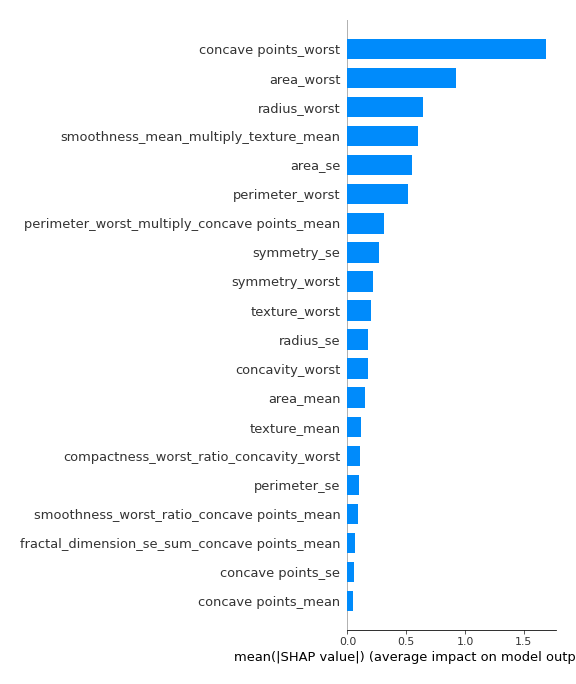 concave points_worst
area_worst
radius_worst
smoothness_mean_multiply_texture_mean
area_se
perimeter_worst
perimeter_worst_multiply_concave points_mean
symmetry_se
symmetry_worst
texture_worst
radius_se
concavity_worst
area_mean
texture_mean
compactness_worst_ratio_concavity_worst
perimeter_se
smoothness_worst_ratio_concave points_mean
fractal_dimension_se_sum_concave points_mean
concave points_se
concave points_mean
0.0 0.5 1.0 1.5
mean(|SHAP value|) (average impact on model outp